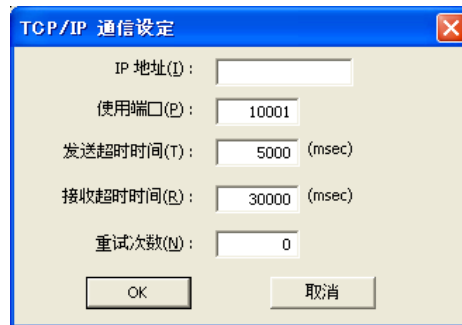 TCP/IP 通信设定
IP 地址(I)：
使用端口(P)： 10001
发送超时时间(T)： 5000 (msec)
接收超时时间(R)： 30000 (msec)
重试次数(N)： 0
OK 取消